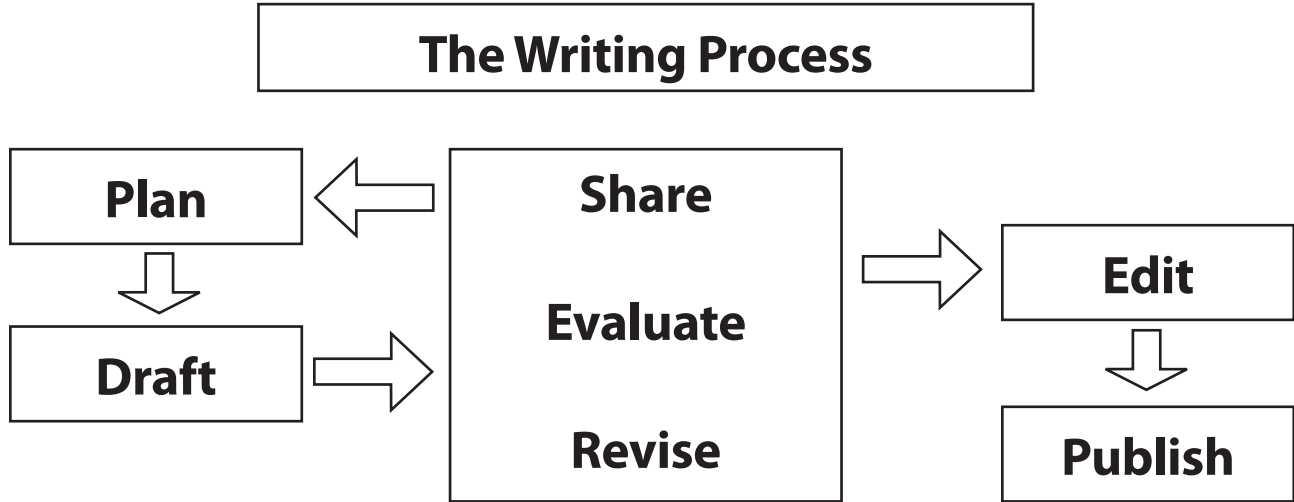 The Writing Process
Plan
Draft
Share
Evaluate
Revise
Edit
Publish